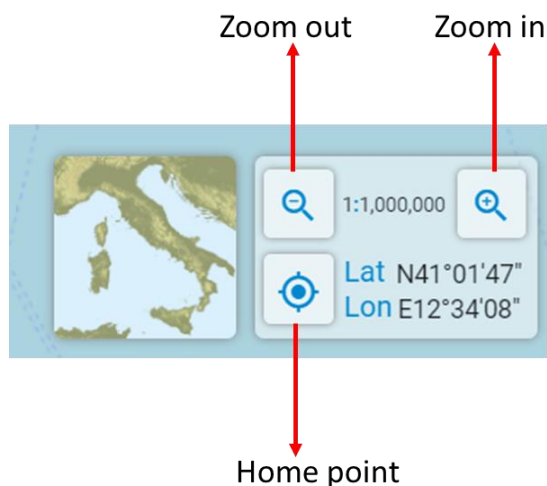 Zoom out
Zoom in
1:1,000,000
Lat N41°01'47"
Lon E12°34'08"
Home point